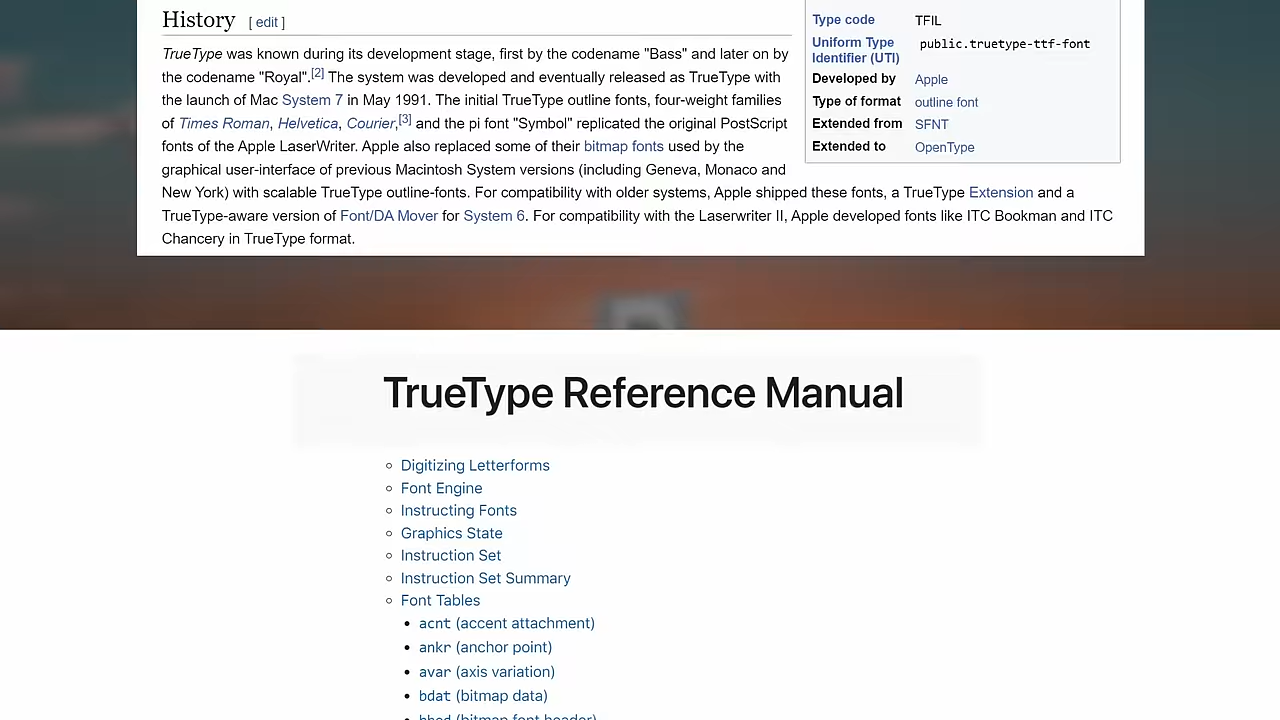 History [ edit ]
TrueType was known during its development stage, first by the codename "Bass" and later on by
the codename "Royal".[2] The system was developed and eventually released as TrueType with
the launch of Mac System 7 in May 1991. The initial TrueType outline fonts, four-weight families
of Times Roman, Helvetica, Courier,[3] and the pi font "Symbol" replicated the original PostScript
fonts of the Apple LaserWriter. Apple also replaced some of their bitmap fonts used by the
graphical user-interface of previous Macintosh System versions (including Geneva, Monaco and
New York) with scalable TrueType outline-fonts. For compatibility with older systems, Apple shipped these fonts, a TrueType Extension and a
TrueType-aware version of Font/DA Mover for System 6. For compatibility with the Laserwriter II, Apple developed fonts like ITC Bookman and ITC
Chancery in TrueType format.
Type code TFIL
Uniform Type public.truetype-ttf-font
Identifier (UTI)
Developed by Apple
Type of format outline font
Extended from SFNT
Extended to OpenType
TrueType Reference Manual
Digitizing Letterforms
Font Engine
Instructing Fonts
Graphics State
Instruction Set
Instruction Set Summary
Font Tables
acnt (accent attachment)
ankr (anchor point)
avar (axis variation)
bdat (bitmap data)
bhed (bitmap font header)